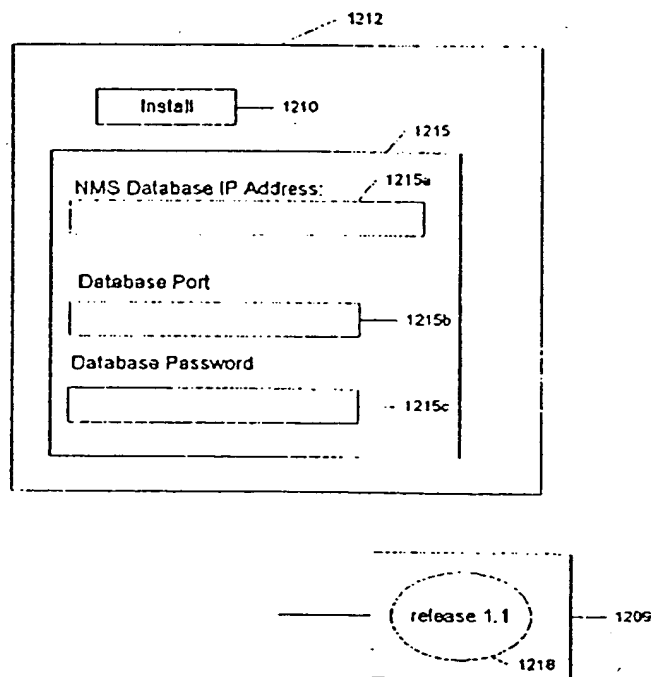 1212
Install
1210
1215
NMS Database IP Address:
1215a
Database Port
1215b
Database Password
1215c
release 1.1
1209
1218